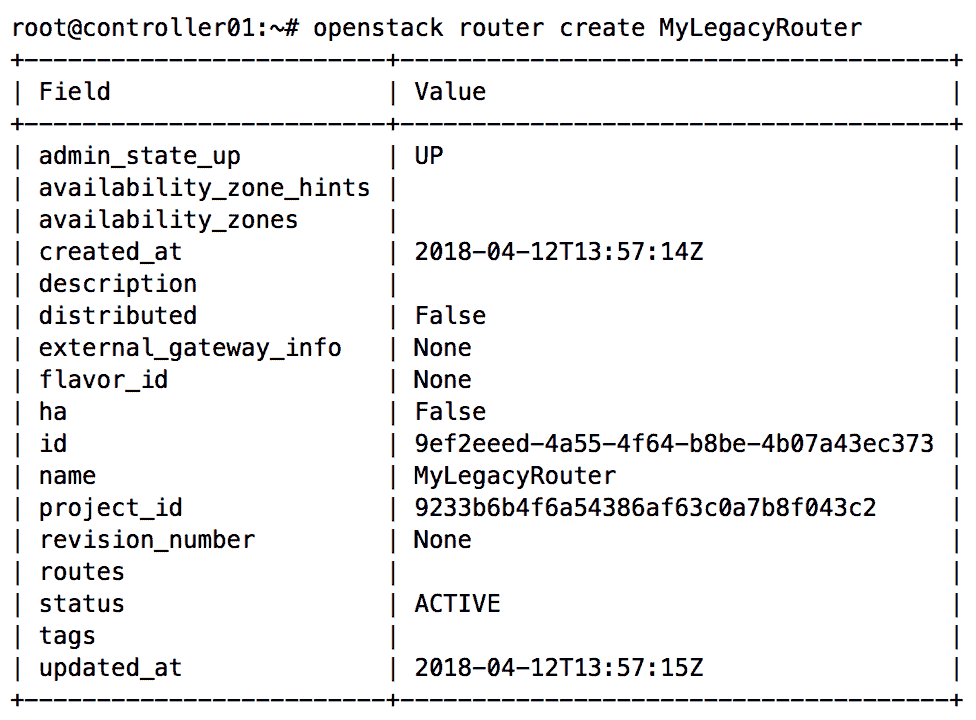 root@controller01:~# openstack router create MyLegacyRouter
+-------------------------+--------------------------------------+
| Field                   | Value                                |
+-------------------------+--------------------------------------+
| admin_state_up          | UP                                   |
| availability_zone_hints |                                      |
| availability_zones      |                                      |
| created_at              | 2018-04-12T13:57:14Z                 |
| description             |                                      |
| distributed             | False                                |
| external_gateway_info   | None                                 |
| flavor_id               | None                                 |
| ha                      | False                                |
| id                      | 9ef2eeed-4a55-4f64-b8be-4b07a43ec373 |
| name                    | MyLegacyRouter                       |
| project_id              | 9233b6b4f6a54386af63c0a7b8f043c2     |
| revision_number         | None                                 |
| routes                  |                                      |
| status                  | ACTIVE                               |
| tags                    |                                      |
| updated_at              | 2018-04-12T13:57:15Z                 |
+-------------------------+--------------------------------------+